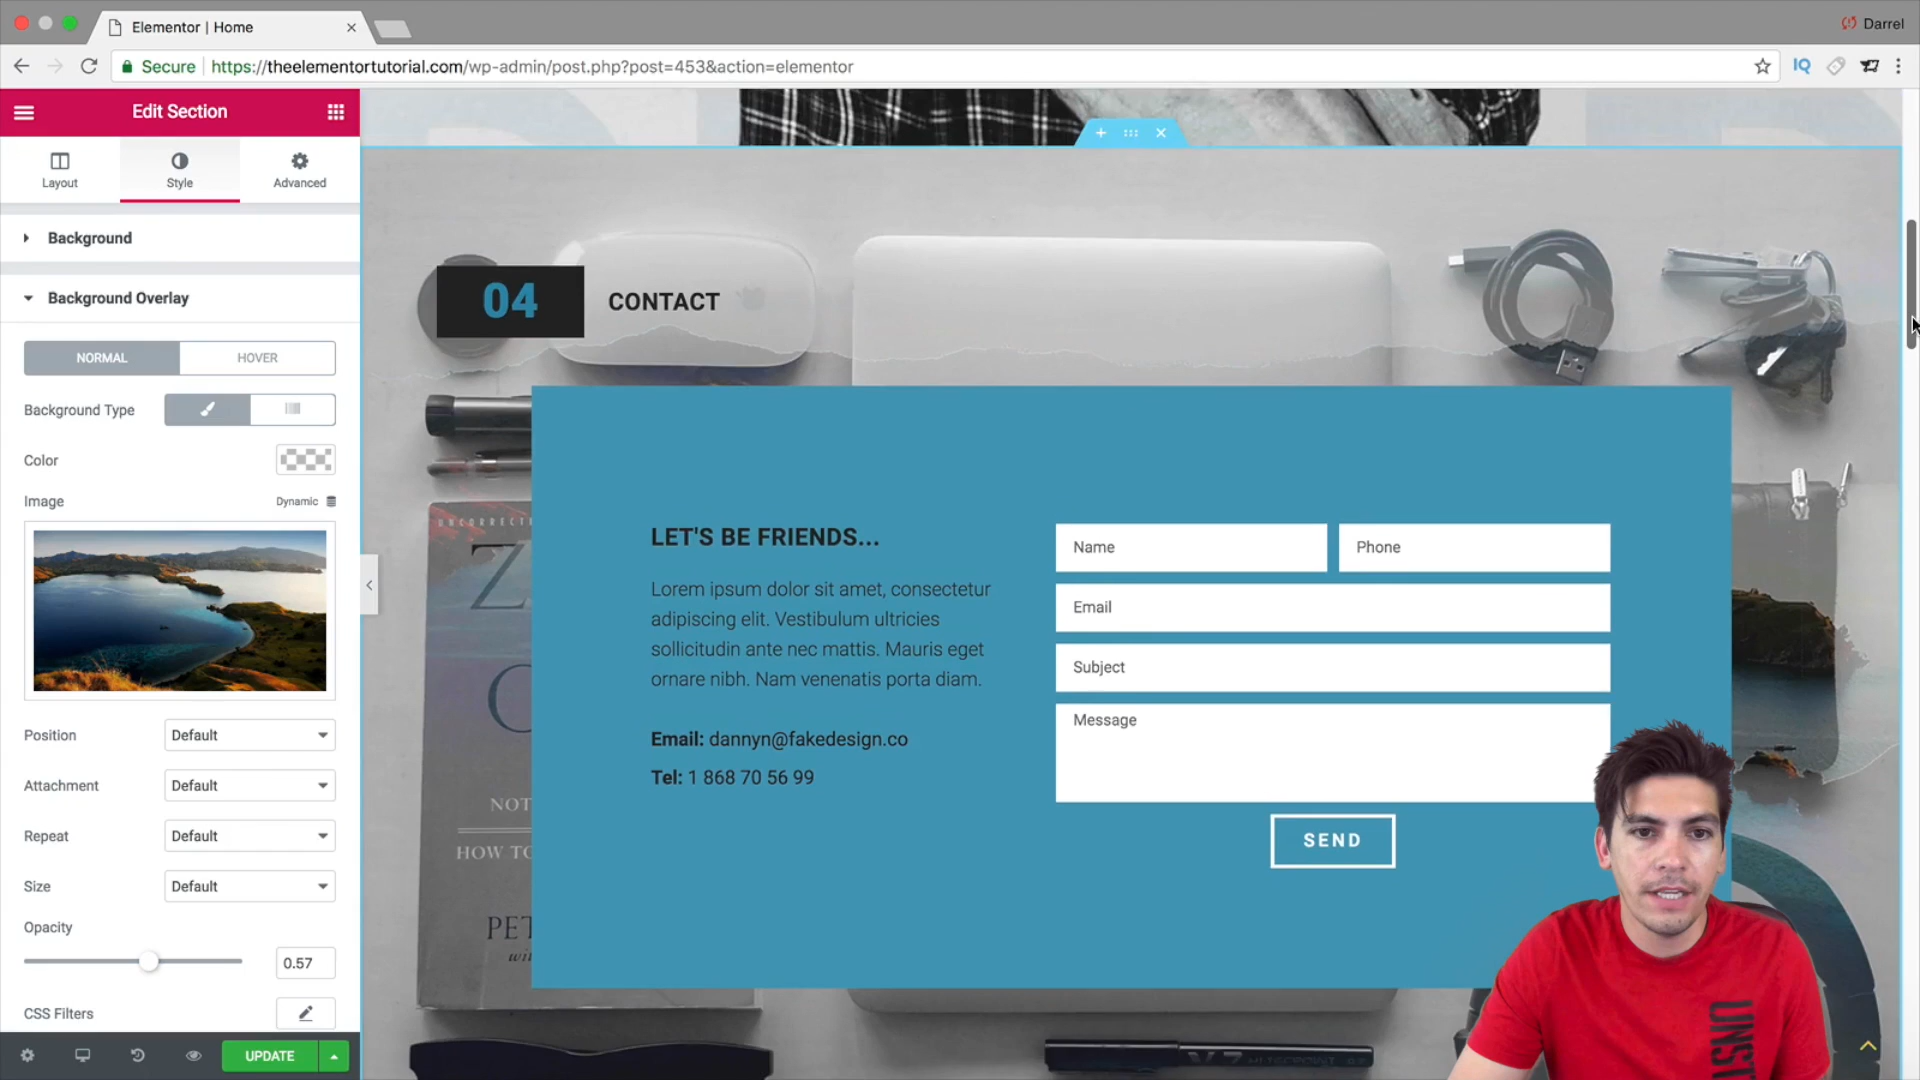 Elementor | Home
Darrel
Secure
https://theelementortutorial.com/wp-admin/post.php?post=453&action=elementor
IQ
Edit Section
Layout
Style
Advanced
Background
Background Overlay
NORMAL
HOVER
Background Type
Color
Image
Dynamic
Position
Default
Attachment
Default
Repeat
Default
Size
Default
Opacity
0.57
CSS Filters
UPDATE
04
CONTACT
UNCORRECTE
Z
O
NOT
HOW TO
PET
wi
LET'S BE FRIENDS...
Lorem ipsum dolor sit amet, consectetur
adipiscing elit. Vestibulum ultricies
sollicitudin ante nec mattis. Mauris eget
ornare nibh. Nam venenatis porta diam.
Email: dannyn@fakedesign.co
Tel: 1 868 70 56 99
Name
Phone
Email
Subject
Message
SEND
UNST